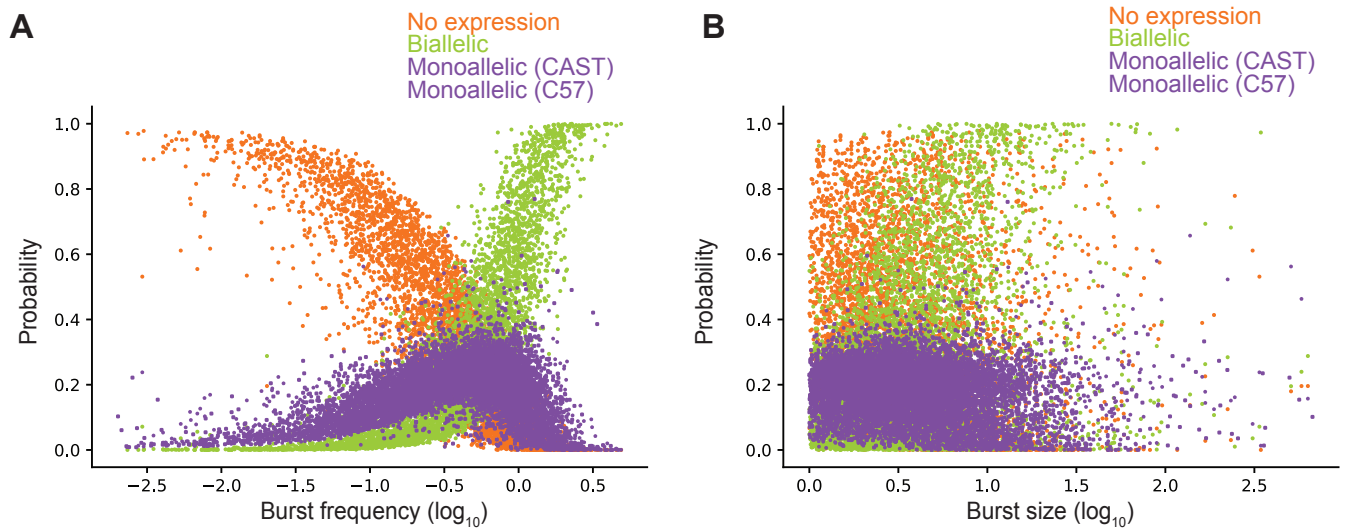 A
No expression
Biallelic
Monoallelic (CAST)
Monoallelic (C57)
1.0
0.8
0.6
0.4
0.2
0.0
Probability
−2.5 −2.0 −1.5 −1.0 −0.5 0.0 0.5
Burst frequency (log₁₀)
B
No expression
Biallelic
Monoallelic (CAST)
Monoallelic (C57)
1.0
0.8
0.6
0.4
0.2
0.0
Probability
0.0 0.5 1.0 1.5 2.0 2.5
Burst size (log₁₀)